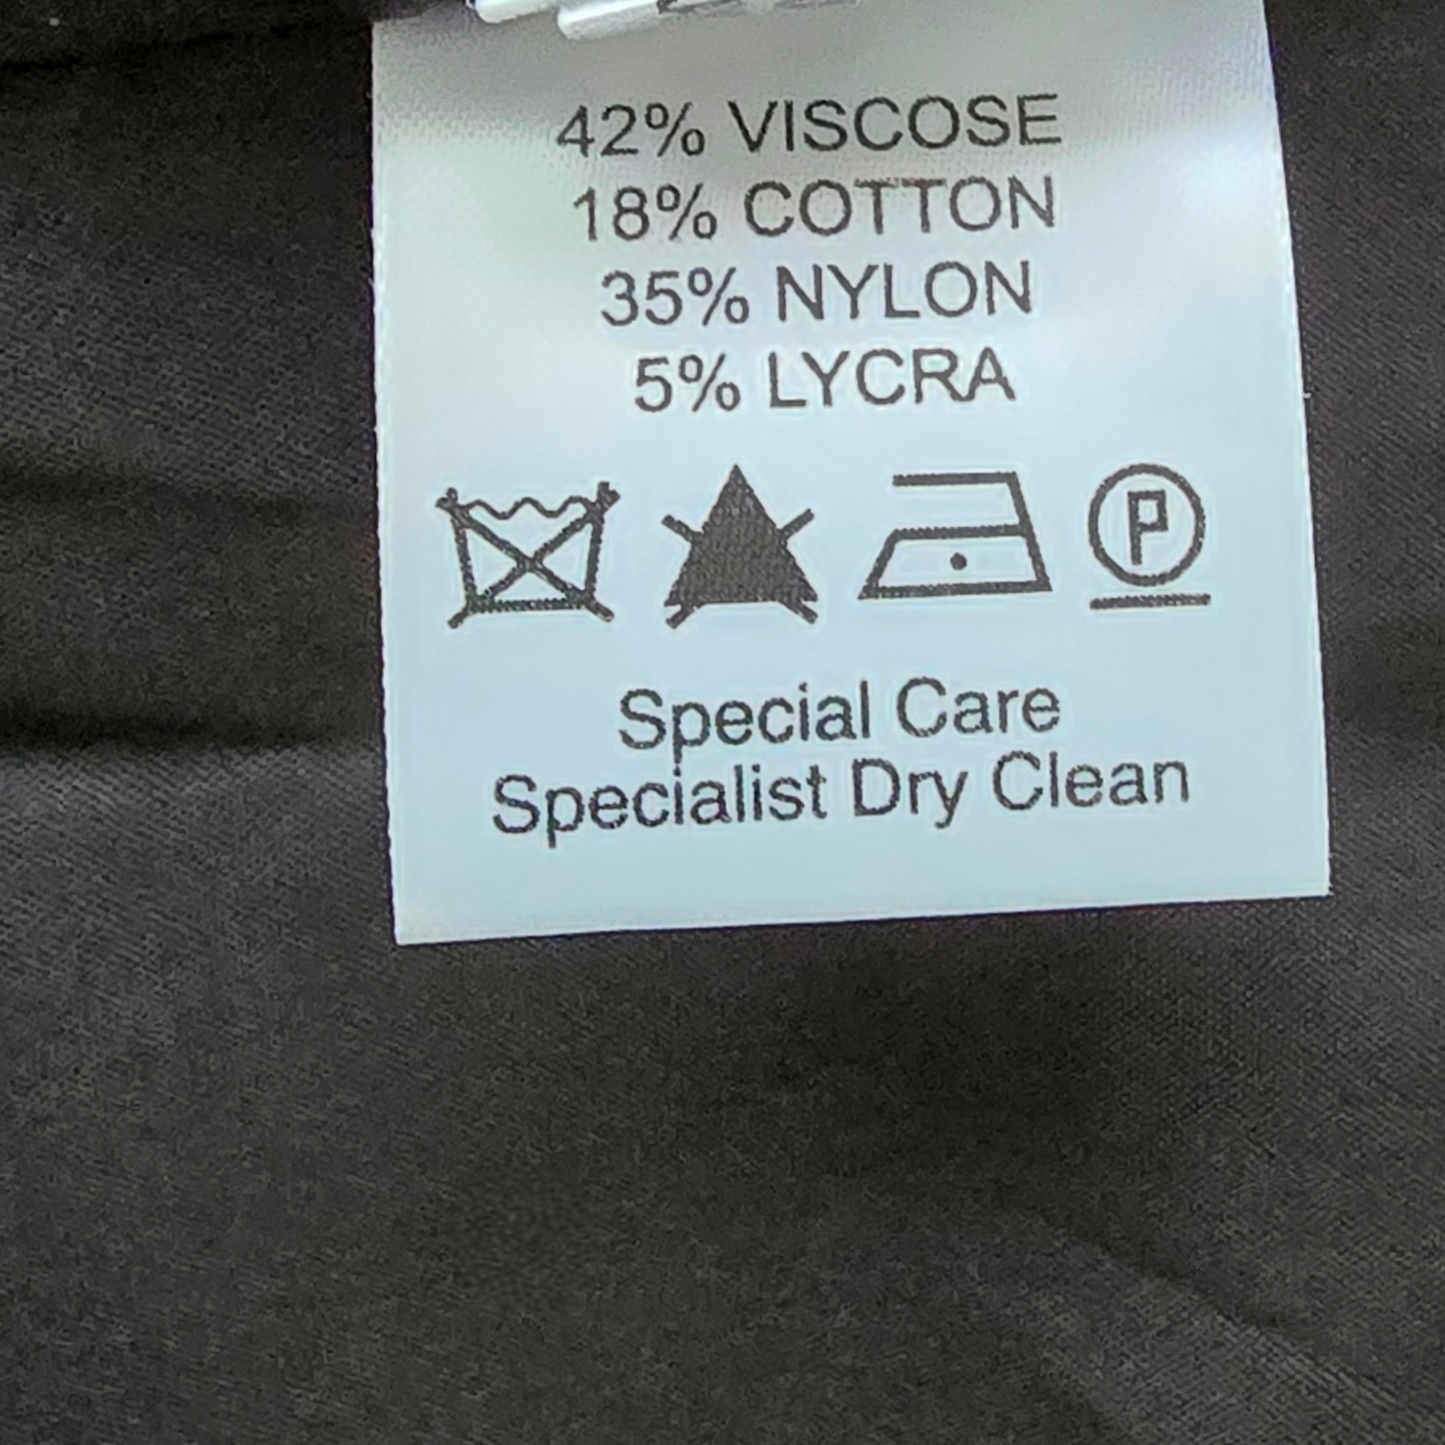 42% VISCOSE
18% COTTON
35% NYLON
5% LYCRA
P
Special Care
Specialist Dry Clean